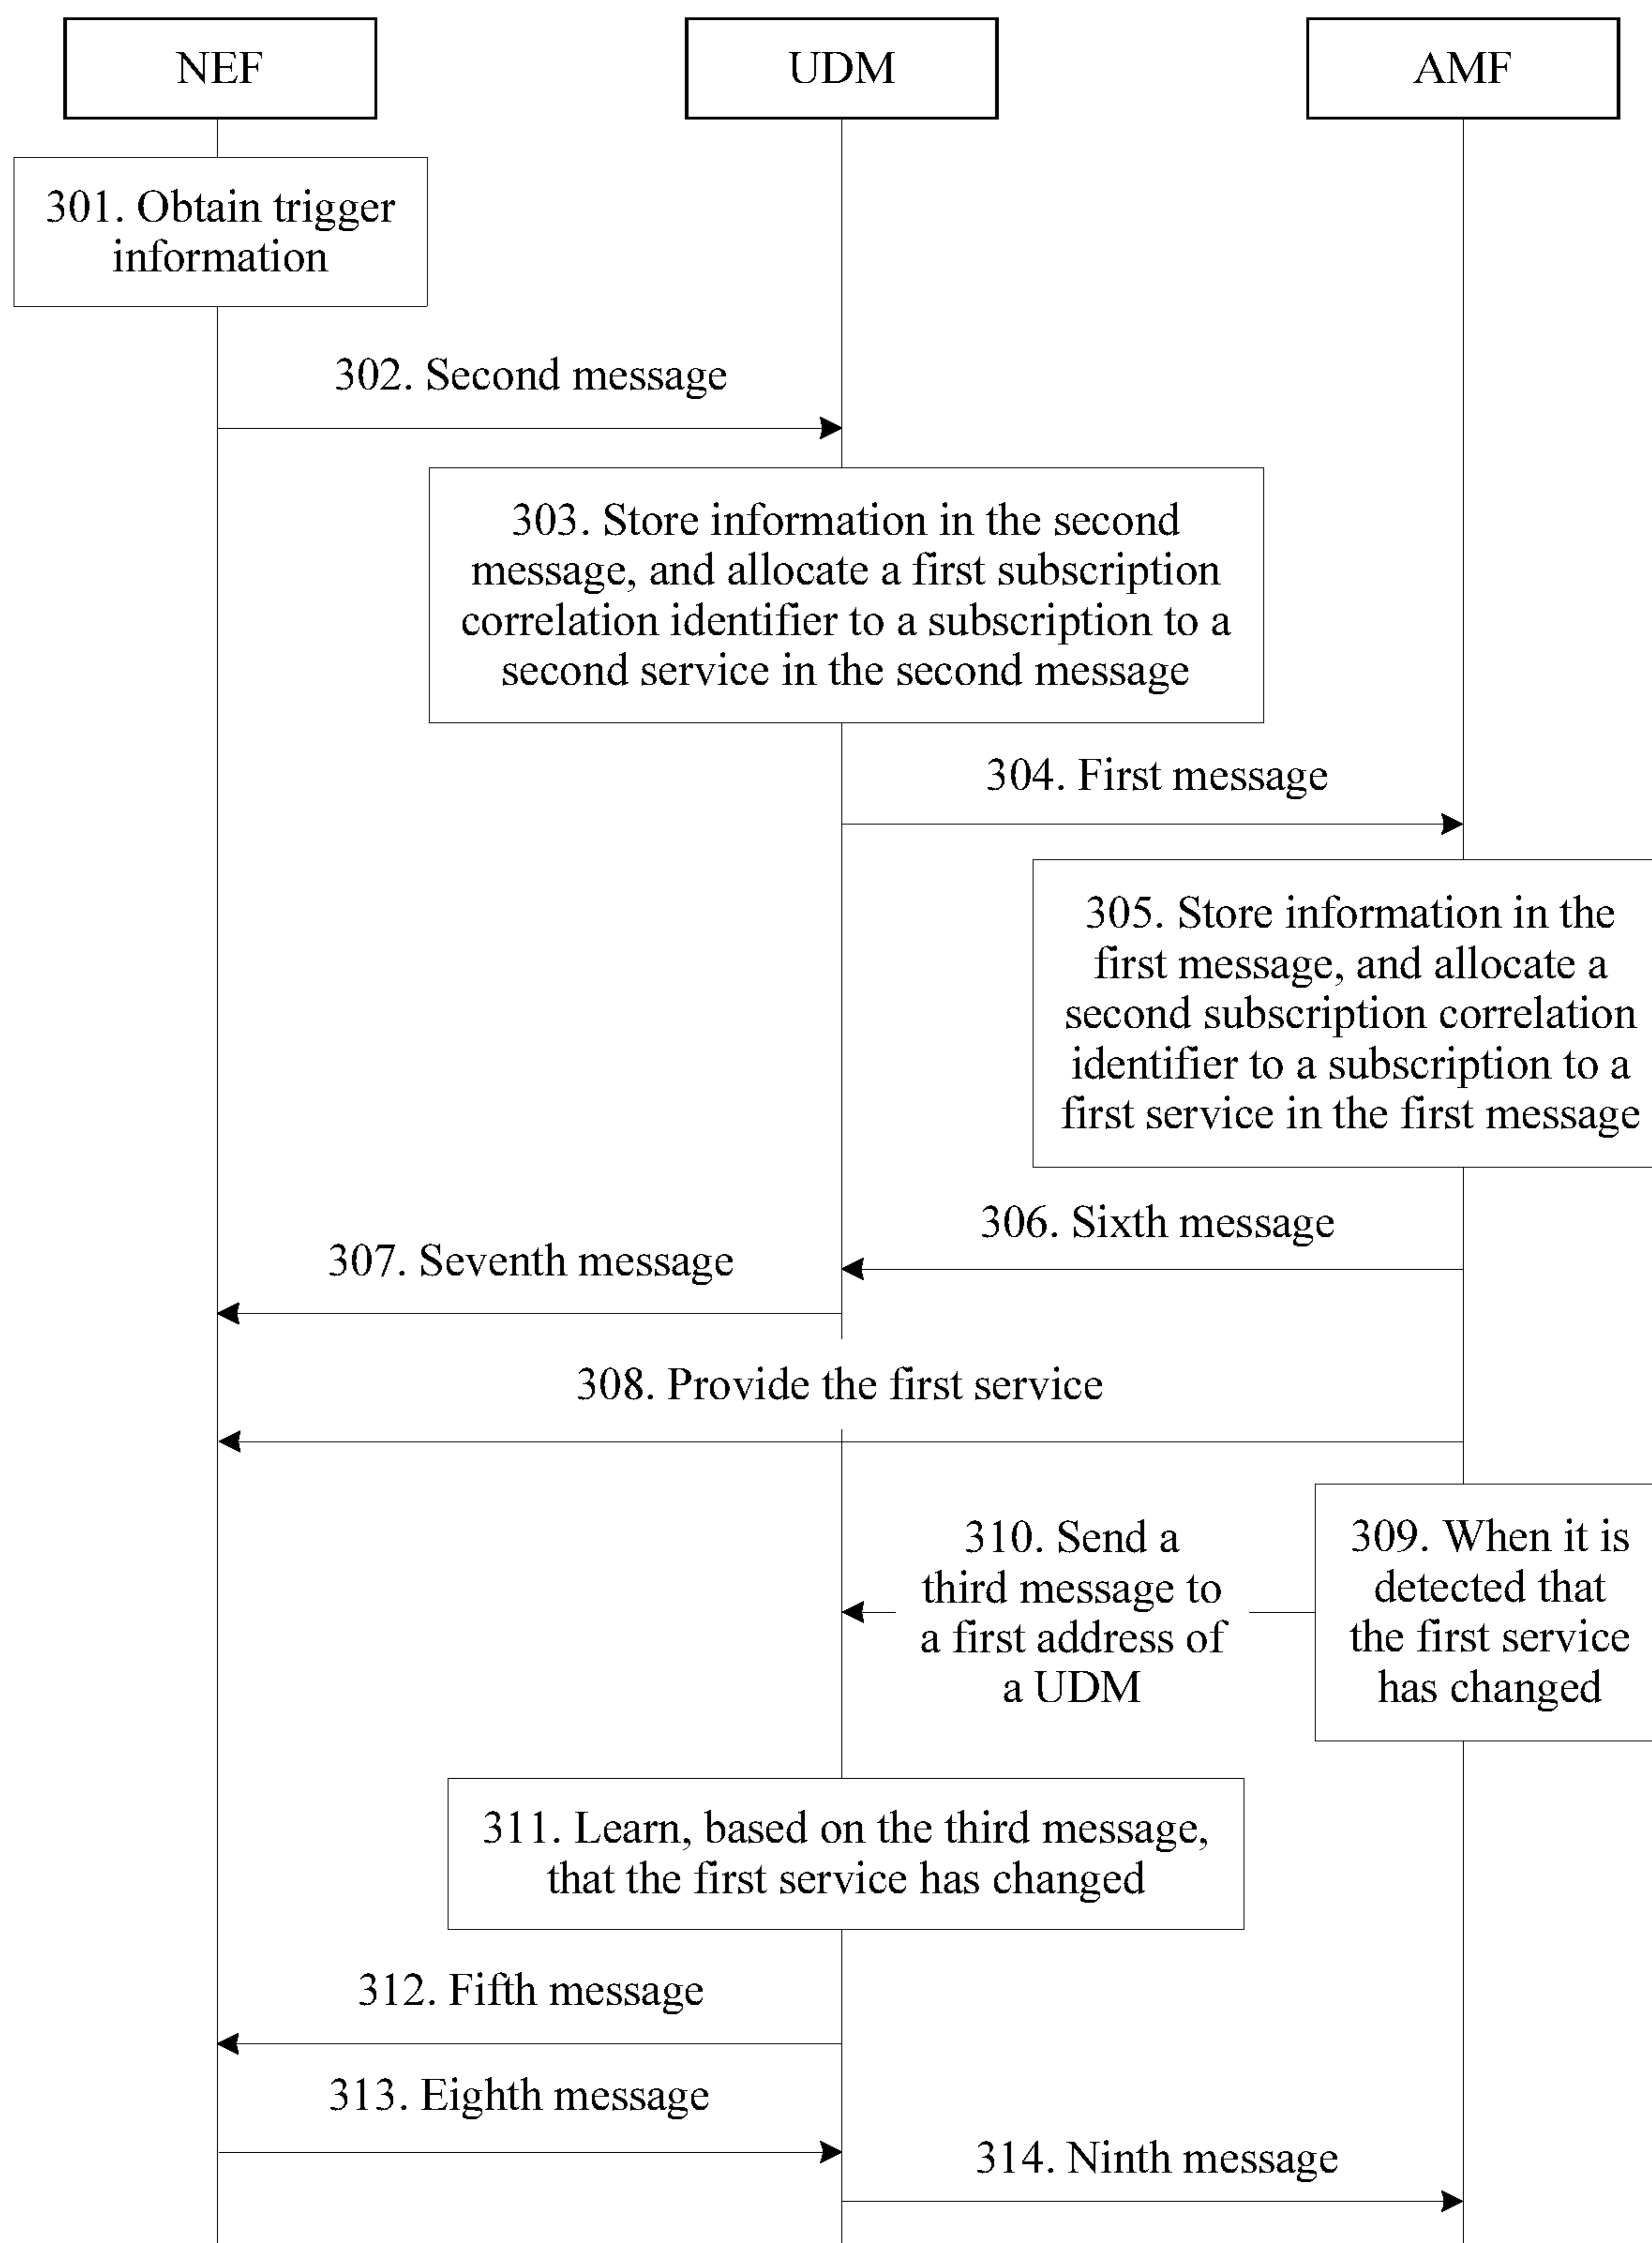 NEF
UDM
AMF
301. Obtain trigger
information
302. Second message
303. Store information in the second
message, and allocate a first subscription
correlation identifier to a subscription to a
second service in the second message
304. First message
305. Store information in the
first message, and allocate a
second subscription correlation
identifier to a subscription to a
first service in the first message
306. Sixth message
307. Seventh message
308. Provide the first service
309. When it is
detected that
the first service
has changed
310. Send a
third message to
a first address of
a UDM
311. Learn, based on the third message,
that the first service has changed
312. Fifth message
313. Eighth message
314. Ninth message